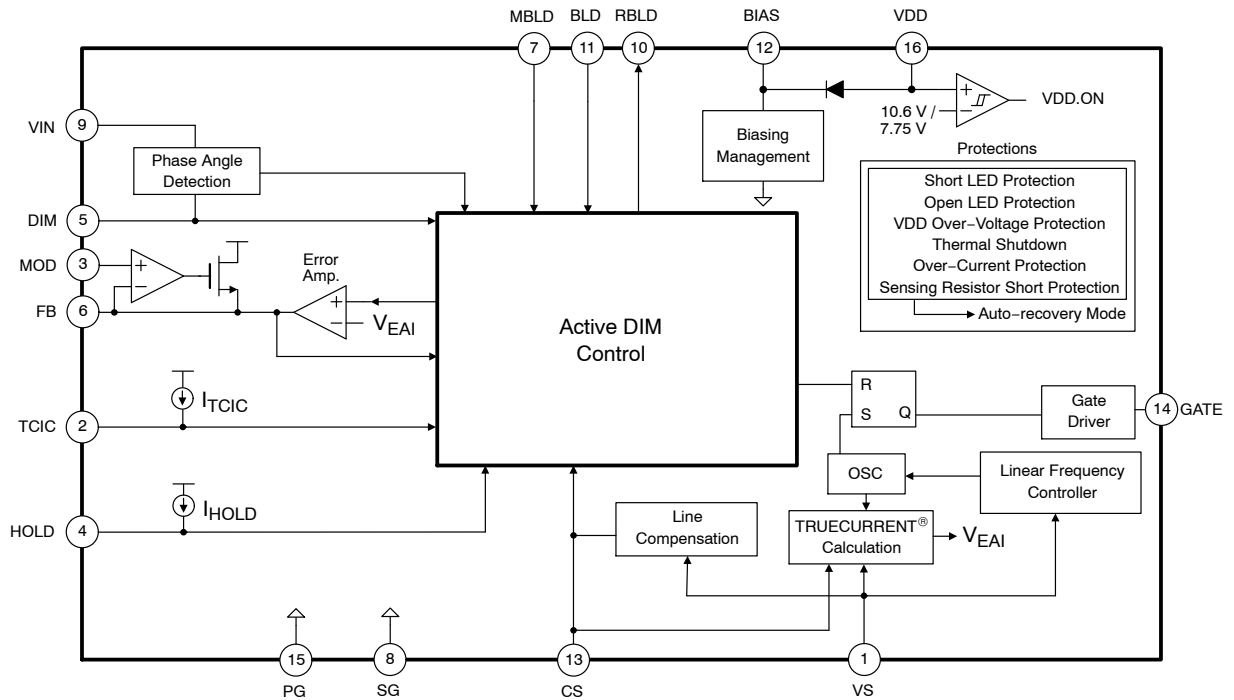 MBLD
BLD
RBLD
BIAS
VDD
7
11
10
12
16
VIN
9
Phase Angle
Detection
DIM
5
MOD
3
FB
6
+
−
Error
Amp.
+
−
VEAI
TCIC
2
ITCIC
HOLD
4
IHOLD
Active DIM
Control
Biasing
Management
+
−
10.6 V /
7.75 V
VDD.ON
Protections
Short LED Protection
Open LED Protection
VDD Over−Voltage Protection
Thermal Shutdown
Over−Current Protection
Sensing Resistor Short Protection
Auto−recovery Mode
R
S
Q
Gate
Driver
14
GATE
OSC
Linear Frequency
Controller
Line
Compensation
TRUECURRENT®
Calculation
VEAI
15
8
13
1
PG
SG
CS
VS